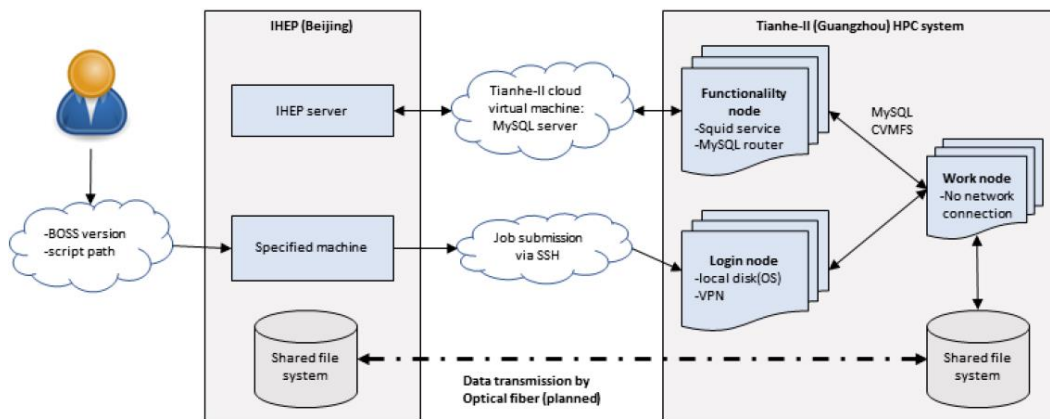 IHEP (Beijing)
Tianhe-II (Guangzhou) HPC system
IHEP server
Tianhe-II cloud
virtual machine:
MySQL server
Functionalilty
node
-Squid service
-MySQL router
MySQL
CVMFS
Work node
-No network
connection
-BOSS version
-script path
Specified machine
Job submission
via SSH
Login node
-local disk(OS)
-VPN
Shared file
system
Data transmission by
Optical fiber (planned)
Shared file
system